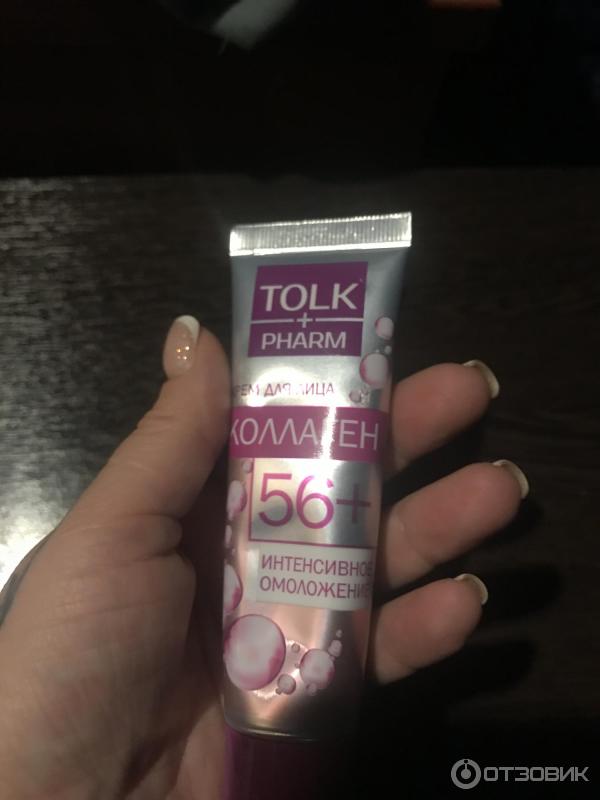 TOLK
+
PHARM
КРЕМ ДЛЯ ЛИЦА
КОЛЛАГЕН
56+
ИНТЕНСИВНОЕ
ОМОЛОЖЕНИЕ
ОТЗОВИК